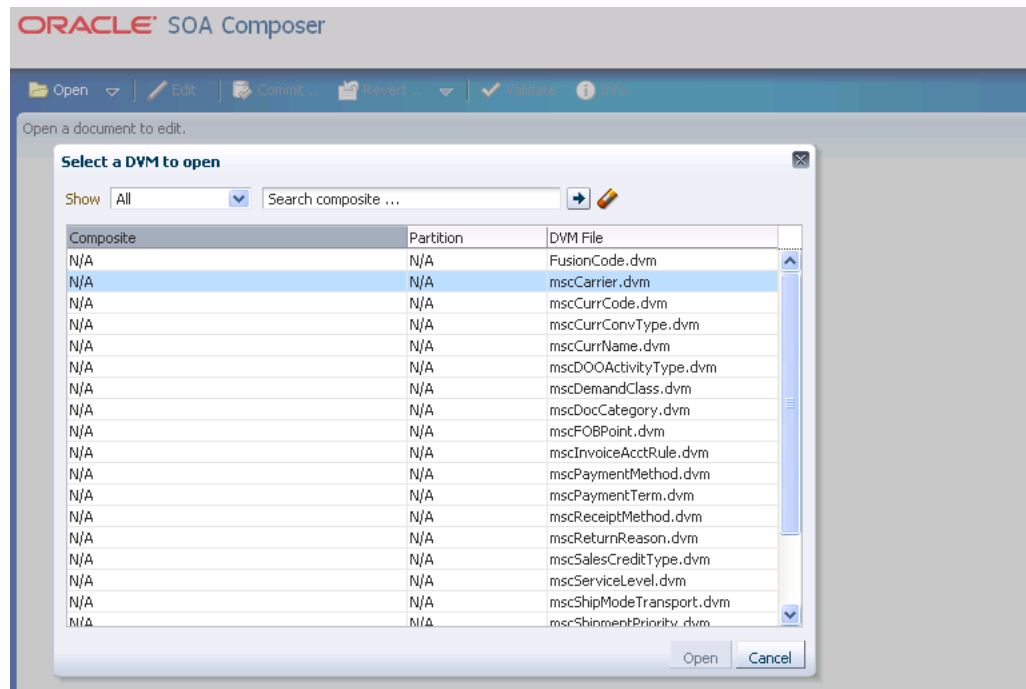 ORACLE SOA Composer
Open Edit Commit .. Revert .. Validate Info
Open a document to edit.
Select a DVM to open
Show All Search composite ...
Composite Partition DVM File
N/A N/A FusionCode.dvm
N/A N/A mscCarrier.dvm
N/A N/A mscCurrCode.dvm
N/A N/A mscCurrConvType.dvm
N/A N/A mscCurrName.dvm
N/A N/A mscDOOActivityType.dvm
N/A N/A mscDemandClass.dvm
N/A N/A mscDocCategory.dvm
N/A N/A mscFOBPoint.dvm
N/A N/A mscInvoiceAcctRule.dvm
N/A N/A mscPaymentMethod.dvm
N/A N/A mscPaymentTerm.dvm
N/A N/A mscReceiptMethod.dvm
N/A N/A mscReturnReason.dvm
N/A N/A mscSalesCreditType.dvm
N/A N/A mscServiceLevel.dvm
N/A N/A mscShipModeTransport.dvm
N/A N/A mscShipmentPriority.dvm
Open Cancel